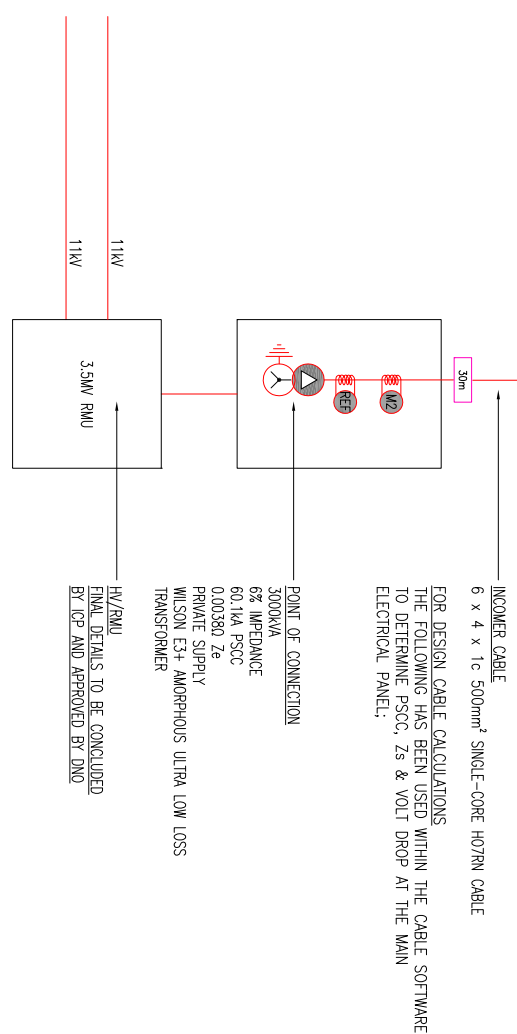 INCOMER CABLE
6 x 4 x 1c 500mm² SINGLE-CORE H07RN CABLE
30m
FOR DESIGN CABLE CALCULATIONS
THE FOLLOWING HAS BEEN USED WITHIN THE CABLE SOFTWARE
TO DETERMINE PSCC, Zs & VOLT DROP AT THE MAIN
ELECTRICAL PANEL;
M2
REF
POINT OF CONNECTION
3000kVA
6% IMPEDANCE
60.1kA PSCC
0.0038Ω Ze
PRIVATE SUPPLY
WILSON E3+ AMORPHOUS ULTRA LOW LOSS
TRANSFORMER
11kV
11kV
3.5MV RMU
HV/RMU
FINAL DETAILS TO BE CONCLUDED
BY ICP AND APPROVED BY DNO